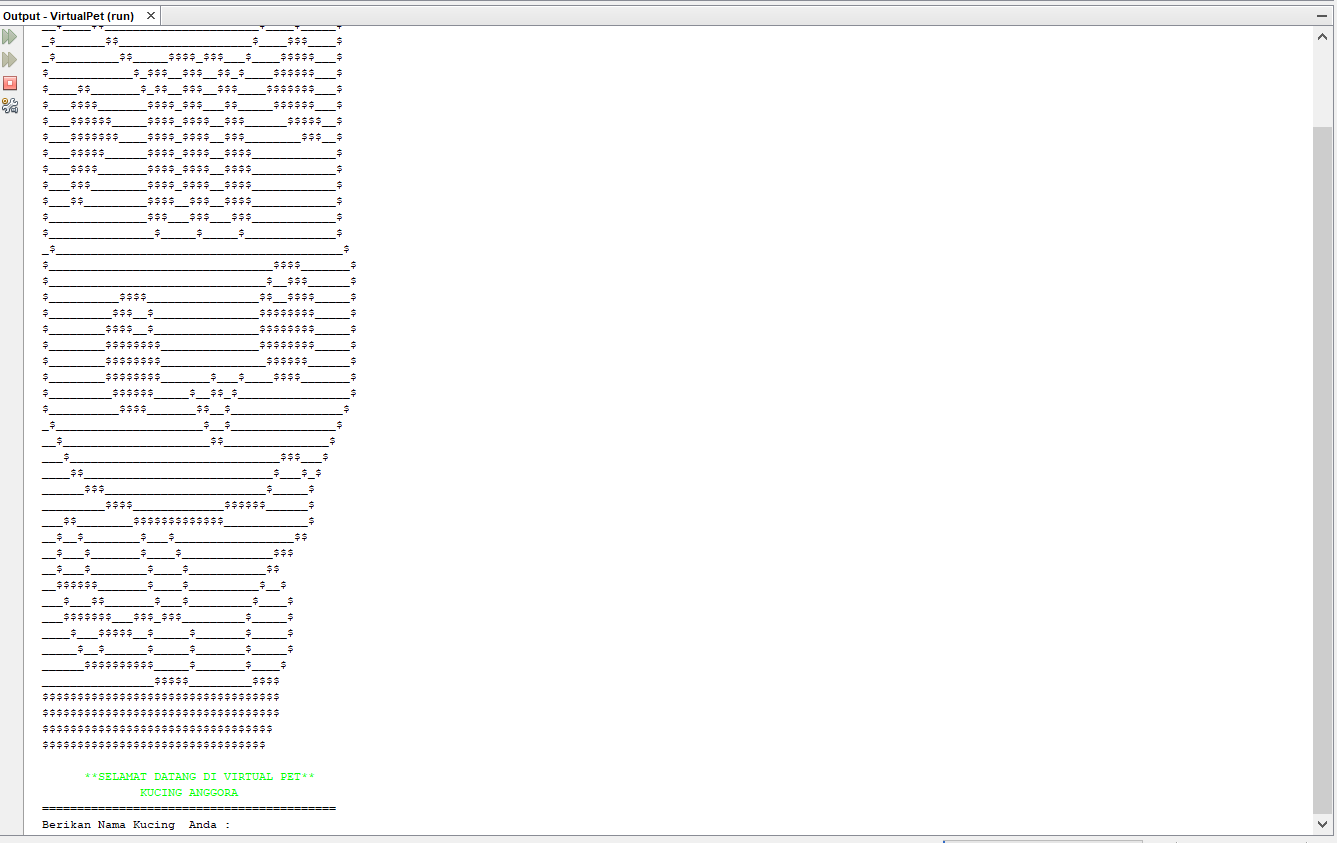 Output - VirtualPet (run)
**SELAMAT DATANG DI VIRTUAL PET**
KUCING ANGGORA
==========================================
Berikan Nama Kucing  Anda :